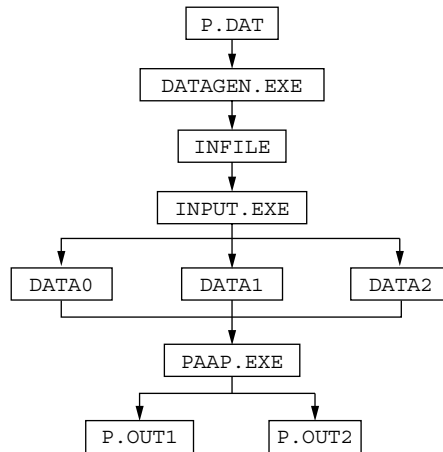 P.DAT
DATAGEN.EXE
INFILE
INPUT.EXE
DATA0
DATA1
DATA2
PAAP.EXE
P.OUT1
P.OUT2